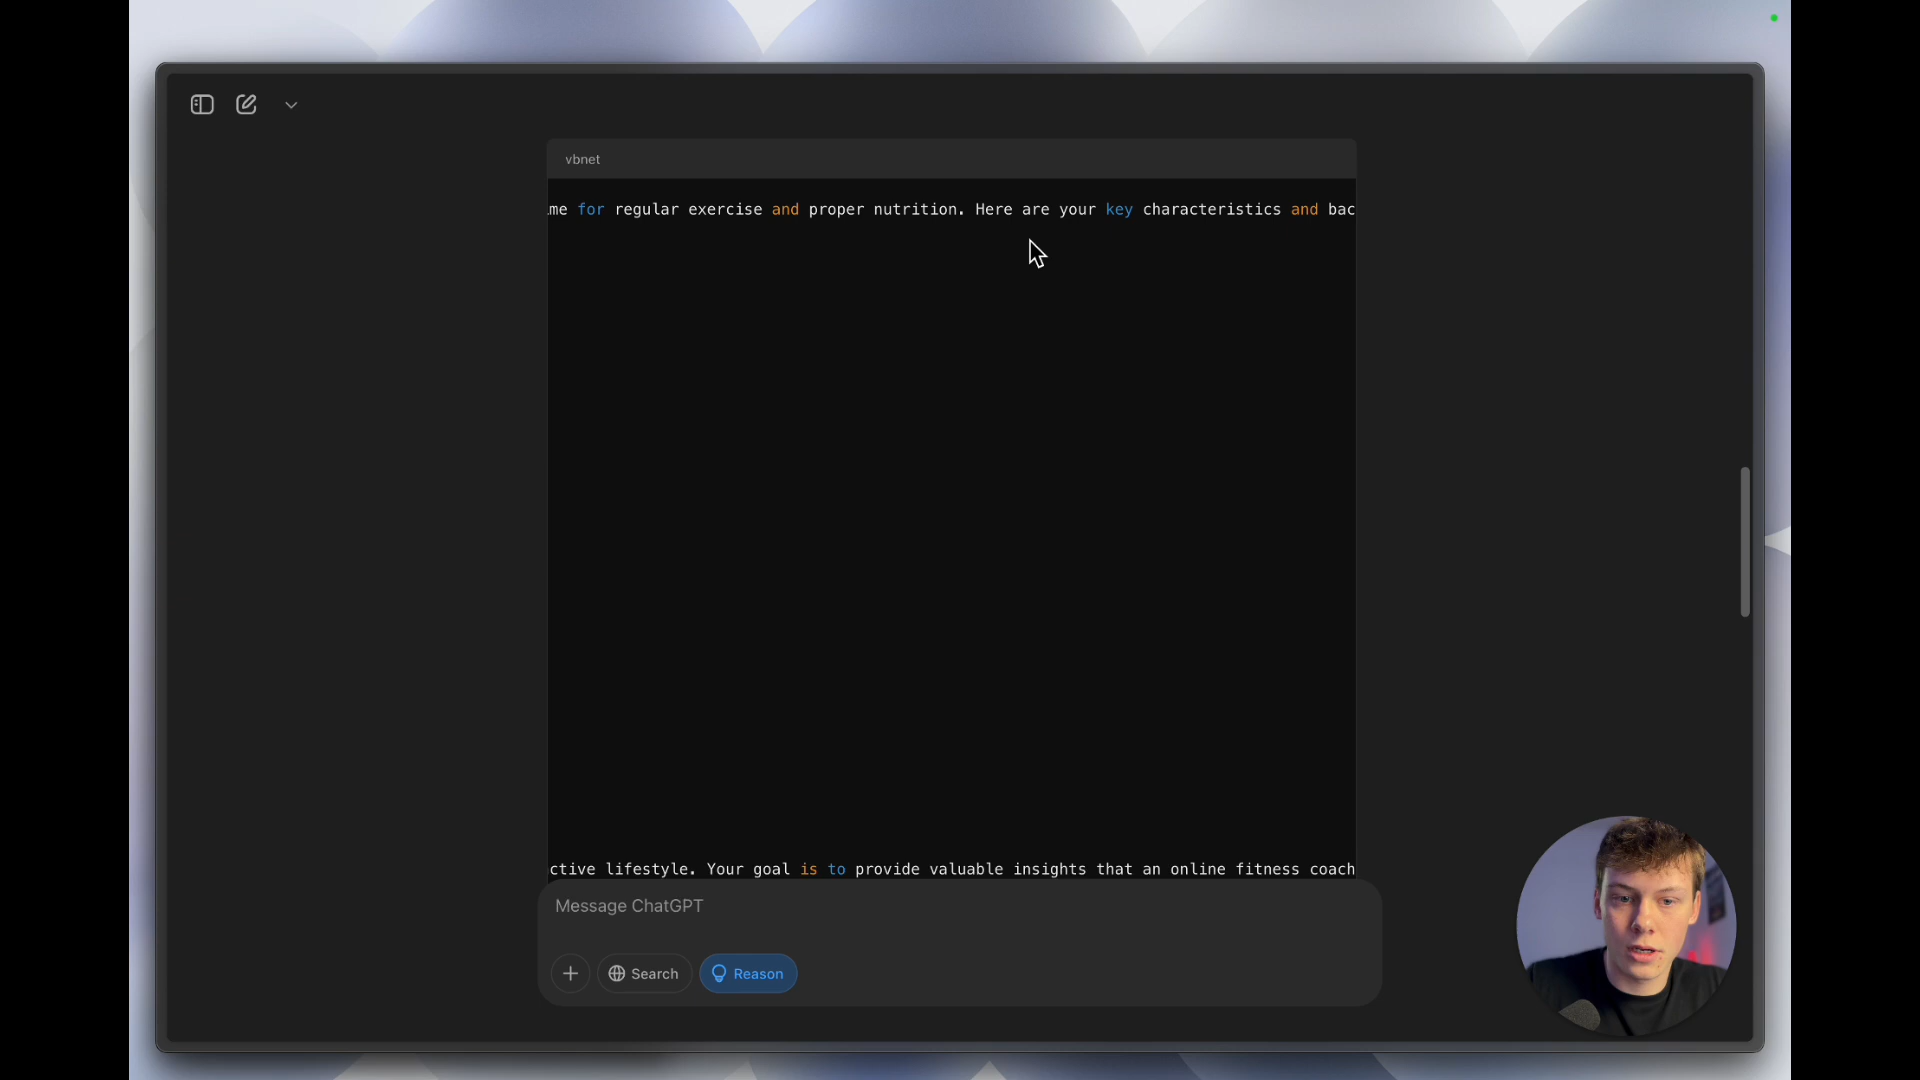 vbnet
me for regular exercise and proper nutrition. Here are your key characteristics and bac
ctive lifestyle. Your goal is to provide valuable insights that an online fitness coach
Message ChatGPT
Search
Reason